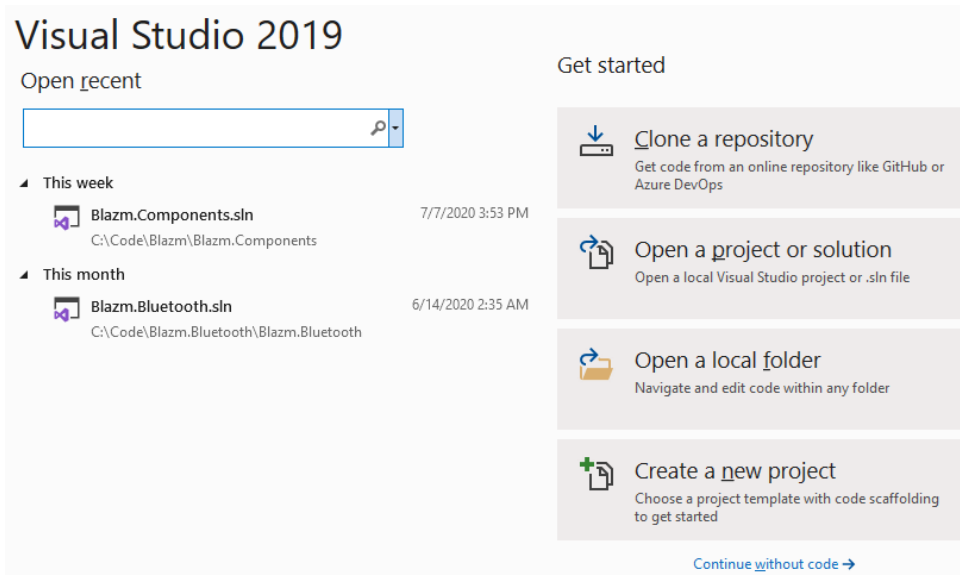 Visual Studio 2019
Open recent
This week
Blazm.Components.sln 7/7/2020 3:53 PM
C:\Code\Blazm\Blazm.Components
This month
Blazm.Bluetooth.sln 6/14/2020 2:35 AM
C:\Code\Blazm.Bluetooth\Blazm.Bluetooth
Get started
Clone a repository
Get code from an online repository like GitHub or
Azure DevOps
Open a project or solution
Open a local Visual Studio project or .sln file
Open a local folder
Navigate and edit code within any folder
Create a new project
Choose a project template with code scaffolding
to get started
Continue without code →